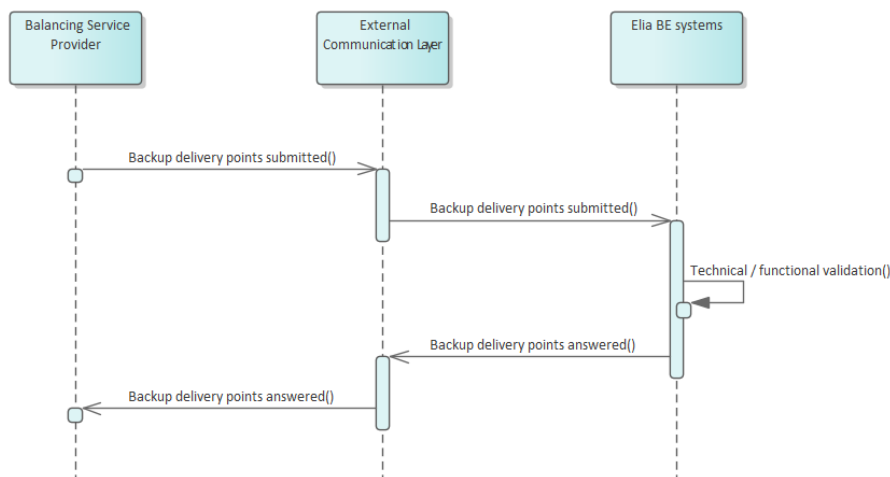 Balancing Service
Provider
External
Communication Layer
Elia BE systems
Backup delivery points submitted()
Backup delivery points submitted()
Technical / functional validation()
Backup delivery points answered()
Backup delivery points answered()